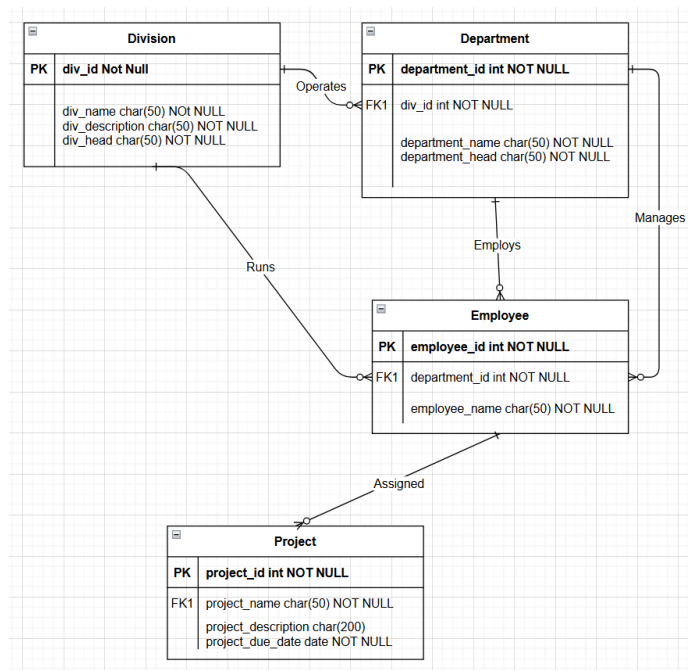 Division
PK div_id Not Null
div_name char(50) NOt NULL
div_description char(50) NOT NULL
div_head char(50) NOT NULL
Operates
Department
PK department_id int NOT NULL
FK1 div_id int NOT NULL
department_name char(50) NOT NULL
department_head char(50) NOT NULL
Manages
Employs
Runs
Employee
PK employee_id int NOT NULL
FK1 department_id int NOT NULL
employee_name char(50) NOT NULL
Assigned
Project
PK project_id int NOT NULL
FK1 project_name char(50) NOT NULL
project_description char(200)
project_due_date date NOT NULL